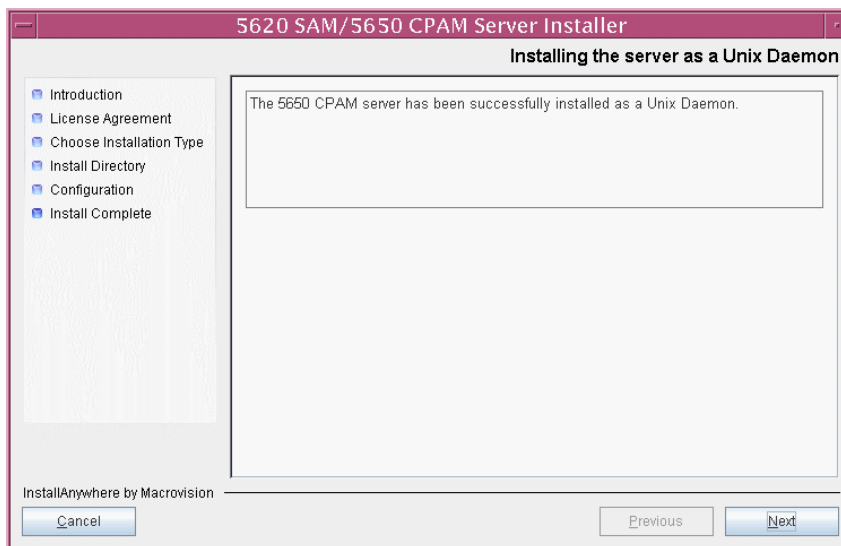 5620 SAM/5650 CPAM Server Installer
Installing the server as a Unix Daemon
Introduction
License Agreement
Choose Installation Type
Install Directory
Configuration
Install Complete
The 5650 CPAM server has been successfully installed as a Unix Daemon.
InstallAnywhere by Macrovision
Cancel
Previous
Next